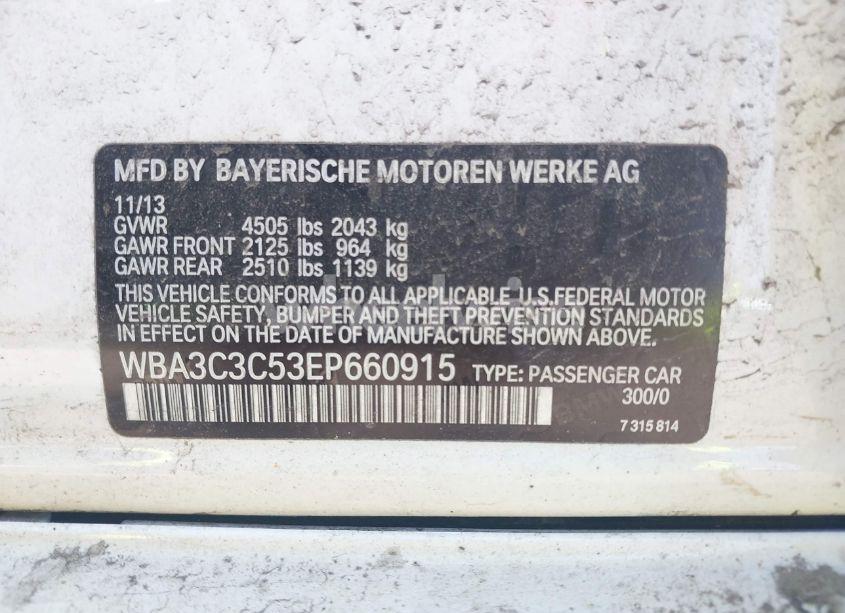 MFD BY BAYERISCHE MOTOREN WERKE AG
11/13
GVWR 4505 lbs 2043 kg
GAWR FRONT 2125 lbs 964 kg
GAWR REAR 2510 lbs 1139 kg
THIS VEHICLE CONFORMS TO ALL APPLICABLE U.S.FEDERAL MOTOR
VEHICLE SAFETY, BUMPER AND THEFT PREVENTION STANDARDS
IN EFFECT ON THE DATE OF MANUFACTURE SHOWN ABOVE.
WBA3C3C53EP660915 TYPE: PASSENGER CAR
300/0
7 315 814